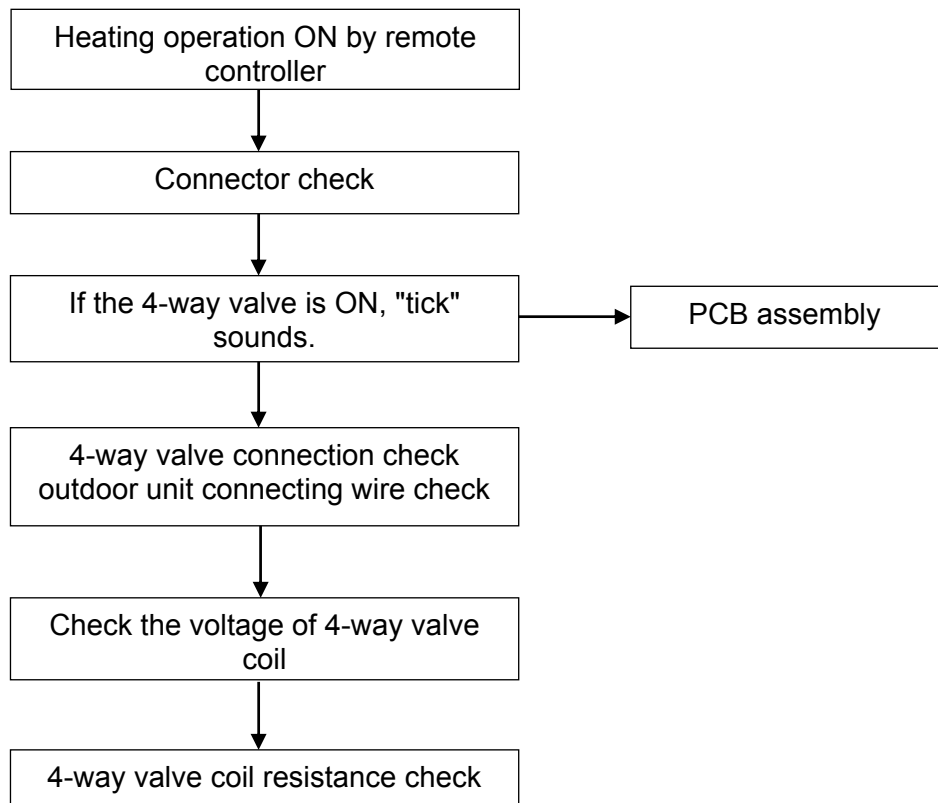 Heating operation ON by remote
controller
Connector check
If the 4-way valve is ON, "tick"
sounds.
PCB assembly
4-way valve connection check
outdoor unit connecting wire check
Check the voltage of 4-way valve
coil
4-way valve coil resistance check